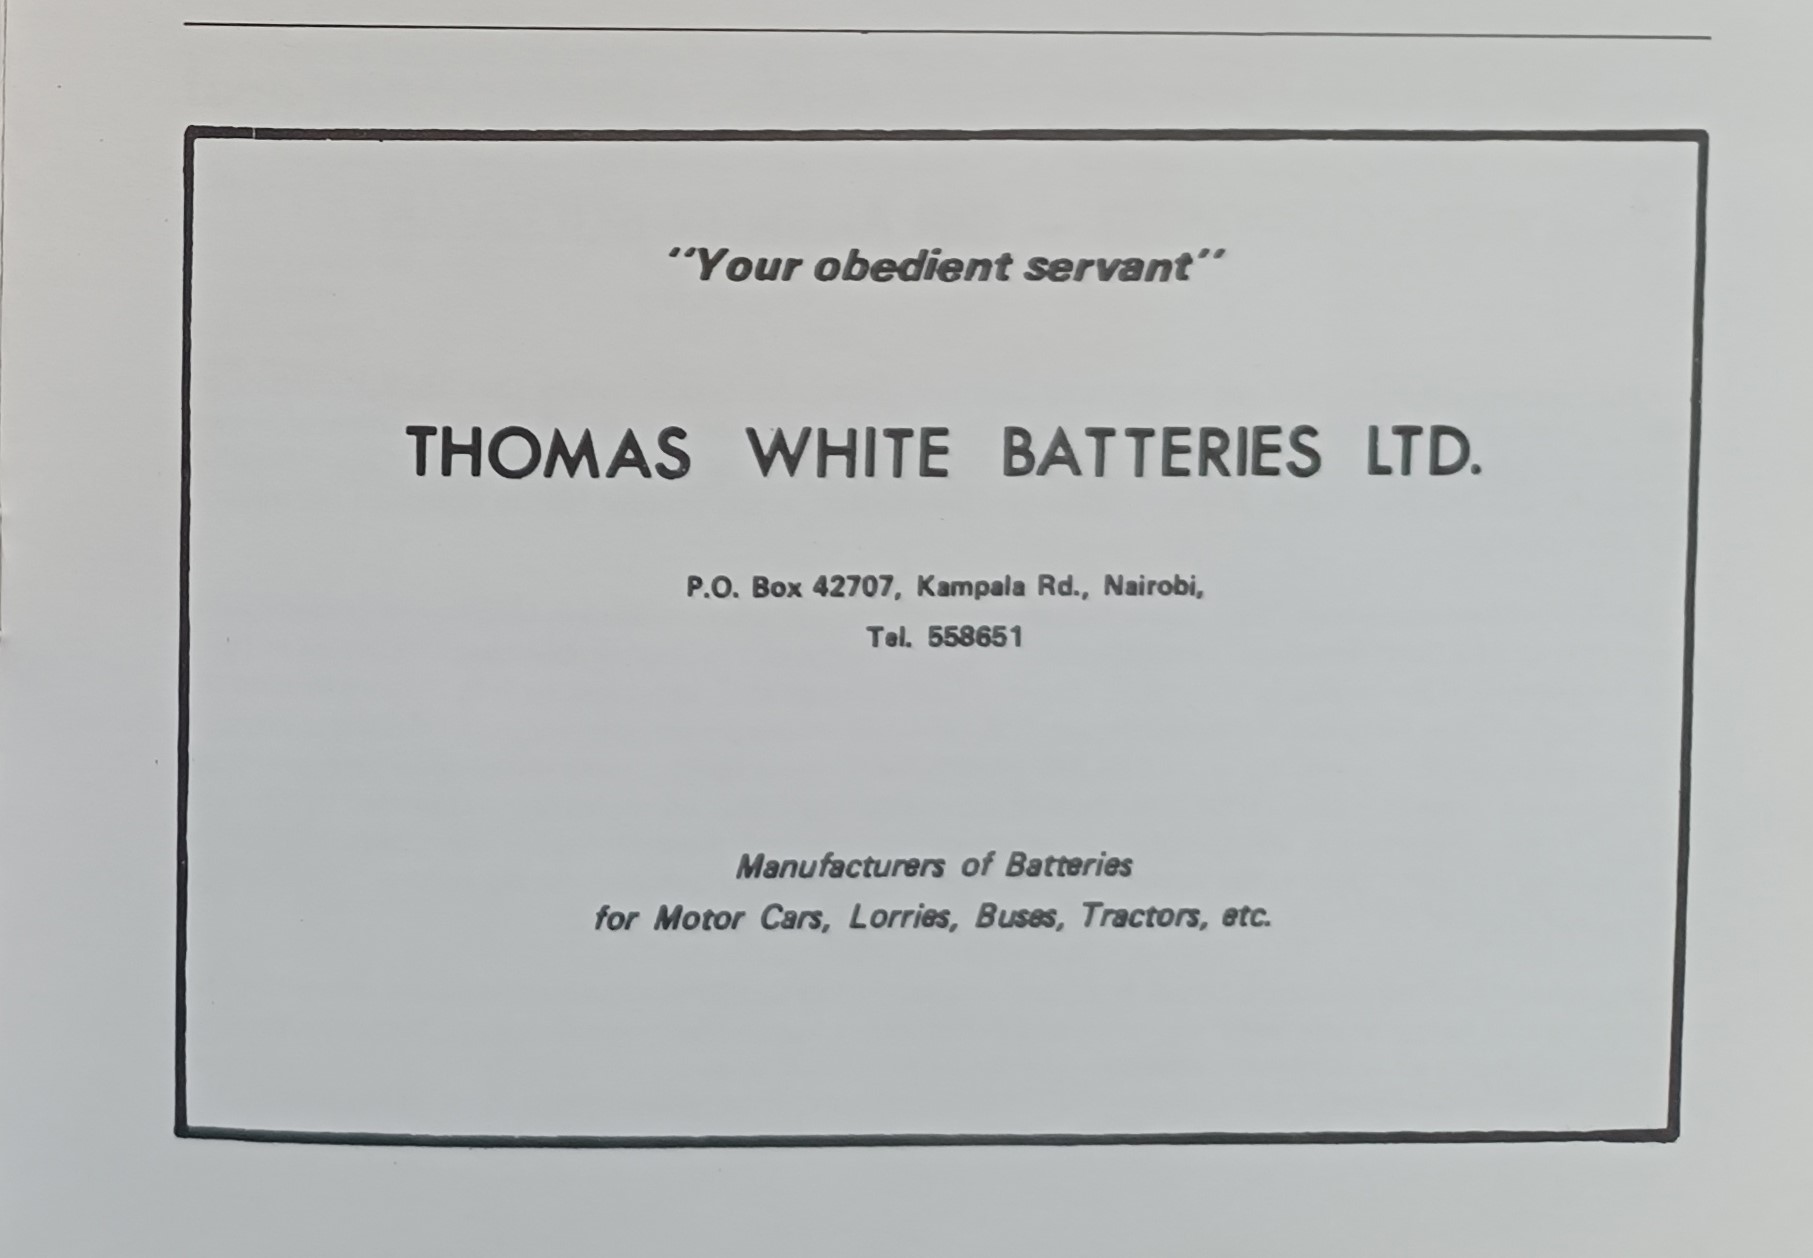 "Your obedient servant"
THOMAS WHITE BATTERIES LTD.
P.O. Box 42707, Kampala Rd., Nairobi,
Tel. 558651
Manufacturers of Batteries
for Motor Cars, Lorries, Buses, Tractors, etc.